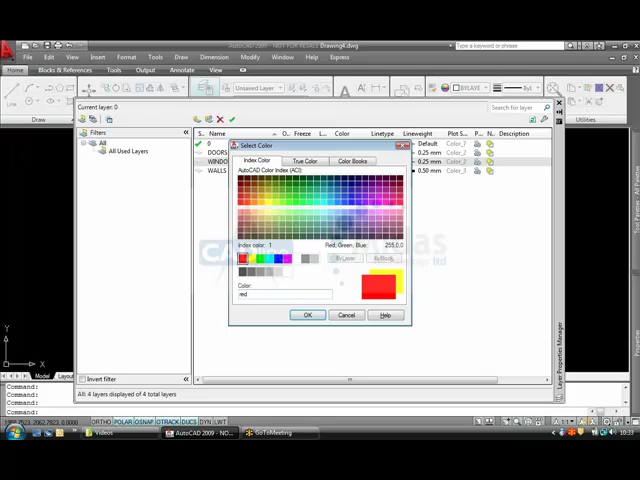 AutoCAD 2009 - NOT FOR RESALE Drawing4.dwg
Type a keyword or phrase
File Edit View Insert Format Tools Draw Dimension Modify Window Help Express
Home Blocks & References Tools Output Annotate View
Unsaved Layer
BYLAYE
Line
Draw
Utilities
Current layer: 0
Search for layer
Filters
All
All Used Layers
S.. Name O.. Freeze L... Color Linetype Lineweight Plot S... P... N.. Description
0 Default Color_7
DOORS 0.25 mm
WINDO 0.25 mm Color_2
WALLS 0.50 mm
Select Color
Index Color True Color Color Books
AutoCAD Color Index (ACI):
Index color: 1 Red, Green, Blue: 255,0,0
ByLayer ByBlock
Color:
red
OK Cancel Help
Tool Palettes
Properties
Layer Properties Manager
Y
X
Model Layou
Invert filter
All: 4 layers displayed of 4 total layers
Command:
Command:
Command:
Command:
ORTHO POLAR OSNAP OTRACK DUCS DYN LWT
Videos
AutoCAD 2009 - NO...
GoToMeeting
10:33